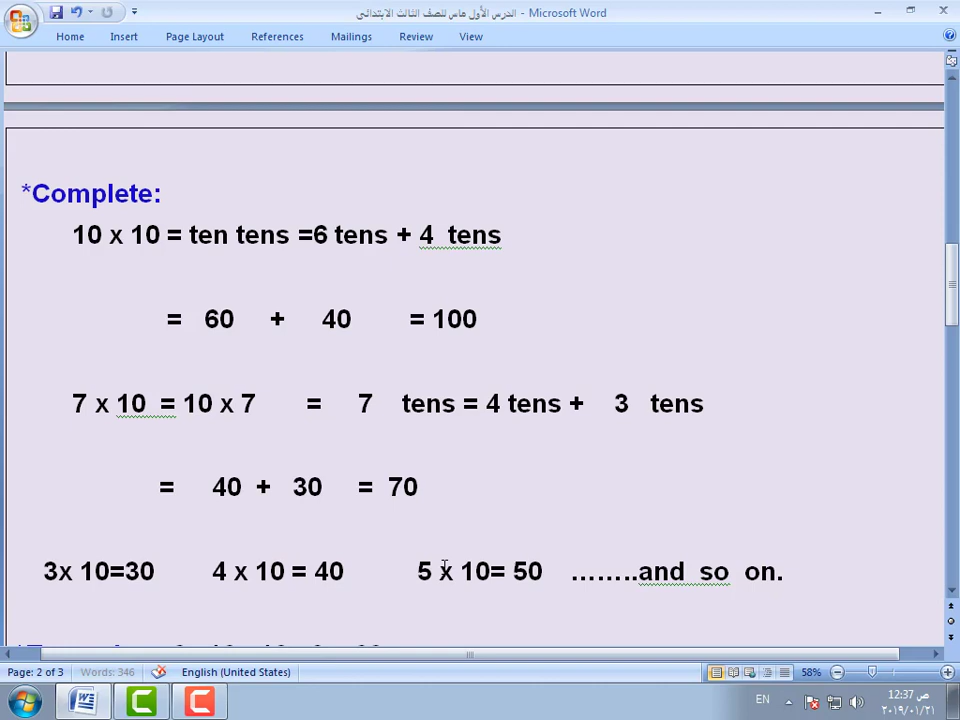 الدرس الأول هاس للصف الثالث الابتدائى - Microsoft Word
Home Insert Page Layout References Mailings Review View
*Complete:
10 x 10 = ten tens =6 tens + 4 tens
= 60 + 40 = 100
7 x 10 = 10 x 7 = 7 tens = 4 tens + 3 tens
= 40 + 30 = 70
3x 10=30 4 x 10 = 40 5 x 10= 50 ........and so on.
Page: 2 of 3 Words: 346 English (United States) 58%
EN 12:37 ص
٢٠١٩/٠١/٢١